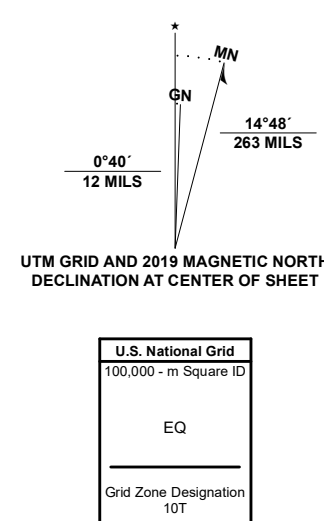 ★
MN
GN
14°48´
263 MILS
0°40´
12 MILS
UTM GRID AND 2019 MAGNETIC NORTH
DECLINATION AT CENTER OF SHEET
U.S. National Grid
100,000 - m Square ID
EQ
Grid Zone Designation
10T